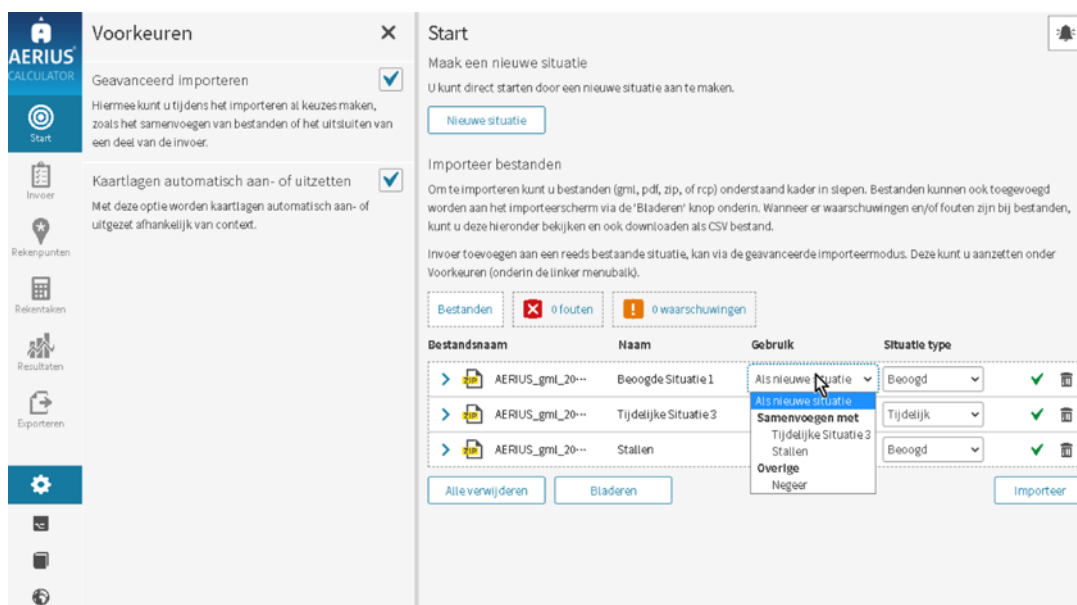 AERIUS
CALCULATOR
Start
Invoer
Rekenpunten
Rekentaken
Resultaten
Exporteren
Voorkeuren
Geavanceerd importeren
Hiermee kunt u tijdens het importeren al keuzes maken,
zoals het samenvoegen van bestanden of het uitsluiten van
een deel van de invoer.
Kaartlagen automatisch aan- of uitzetten
Met deze optie worden kaartlagen automatisch aan- of
uitgezet afhankelijk van context.
Start
Maak een nieuwe situatie
U kunt direct starten door een nieuwe situatie aan te maken.
Nieuwe situatie
Importeer bestanden
Om te importeren kunt u bestanden (gml, pdf, zip, of rcp) onderstaand kader in slepen. Bestanden kunnen ook toegevoegd
worden aan het importeerscherm via de 'Bladeren' knop onderin. Wanneer er waarschuwingen en/of fouten zijn bij bestanden,
kunt u deze hieronder bekijken en ook downloaden als CSV bestand.
Invoer toevoegen aan een reeds bestaande situatie, kan via de geavanceerde importeermodus. Deze kunt u aanzetten onder
Voorkeuren (onderin de linker menubalk).
Bestanden 0 fouten 0 waarschuwingen
Bestandsnaam Naam Gebruik Situatie type
ZIP AERIUS_gml_20... Beoogde Situatie 1 Als nieuwe situatie Beoogd
ZIP AERIUS_gml_20... Tijdelijke Situatie 3 Tijdelijk
ZIP AERIUS_gml_20... Stallen Beoogd
Als nieuwe situatie
Samenvoegen met
Tijdelijke Situatie 3
Stallen
Overige
Negeer
Alle verwijderen Bladeren Importeer